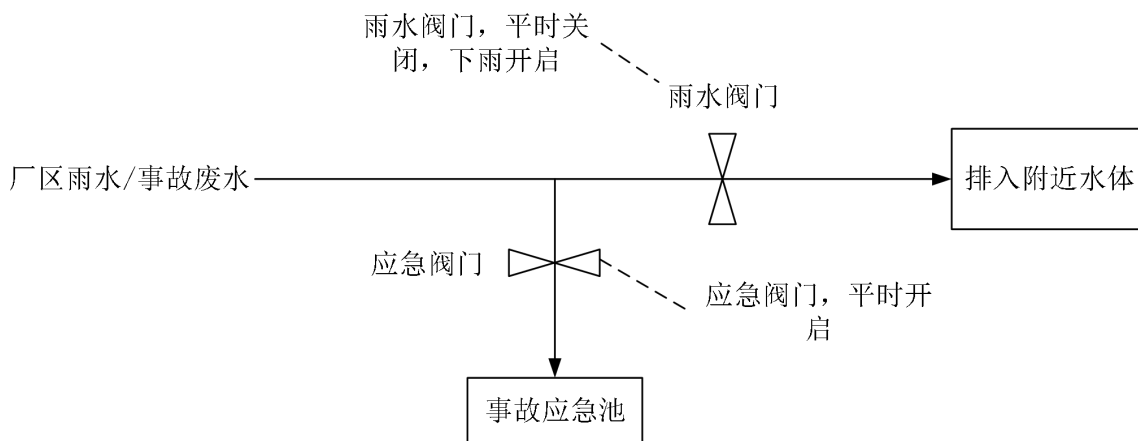 雨水阀门，平时关
闭，下雨开启
雨水阀门
厂区雨水/事故废水
排入附近水体
应急阀门
应急阀门，平时开
启
事故应急池